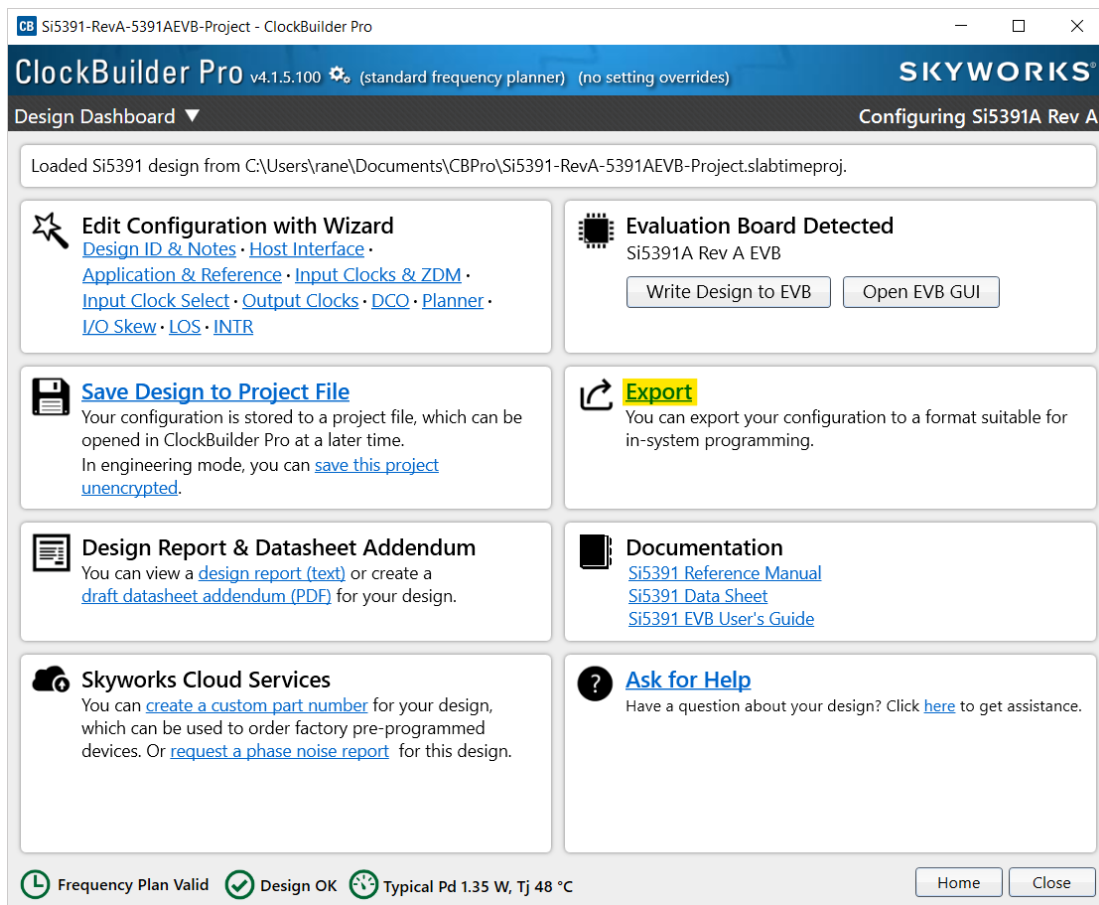 CB Si5391-RevA-5391AEVB-Project - ClockBuilder Pro
ClockBuilder Pro v4.1.5.100 (standard frequency planner) (no setting overrides)
SKYWORKS®
Design Dashboard ▼
Configuring Si5391A Rev A
Loaded Si5391 design from C:\Users\rane\Documents\CBPro\Si5391-RevA-5391AEVB-Project.slabtimeproj.
Edit Configuration with Wizard
Design ID & Notes · Host Interface ·
Application & Reference · Input Clocks & ZDM ·
Input Clock Select · Output Clocks · DCO · Planner ·
I/O Skew · LOS · INTR
Evaluation Board Detected
Si5391A Rev A EVB
Write Design to EVB
Open EVB GUI
Save Design to Project File
Your configuration is stored to a project file, which can be
opened in ClockBuilder Pro at a later time.
In engineering mode, you can save this project
unencrypted.
Export
You can export your configuration to a format suitable for
in-system programming.
Design Report & Datasheet Addendum
You can view a design report (text) or create a
draft datasheet addendum (PDF) for your design.
Documentation
Si5391 Reference Manual
Si5391 Data Sheet
Si5391 EVB User's Guide
Skyworks Cloud Services
You can create a custom part number for your design,
which can be used to order factory pre-programmed
devices. Or request a phase noise report for this design.
? Ask for Help
Have a question about your design? Click here to get assistance.
Frequency Plan Valid
Design OK
Typical Pd 1.35 W, Tj 48 °C
Home
Close